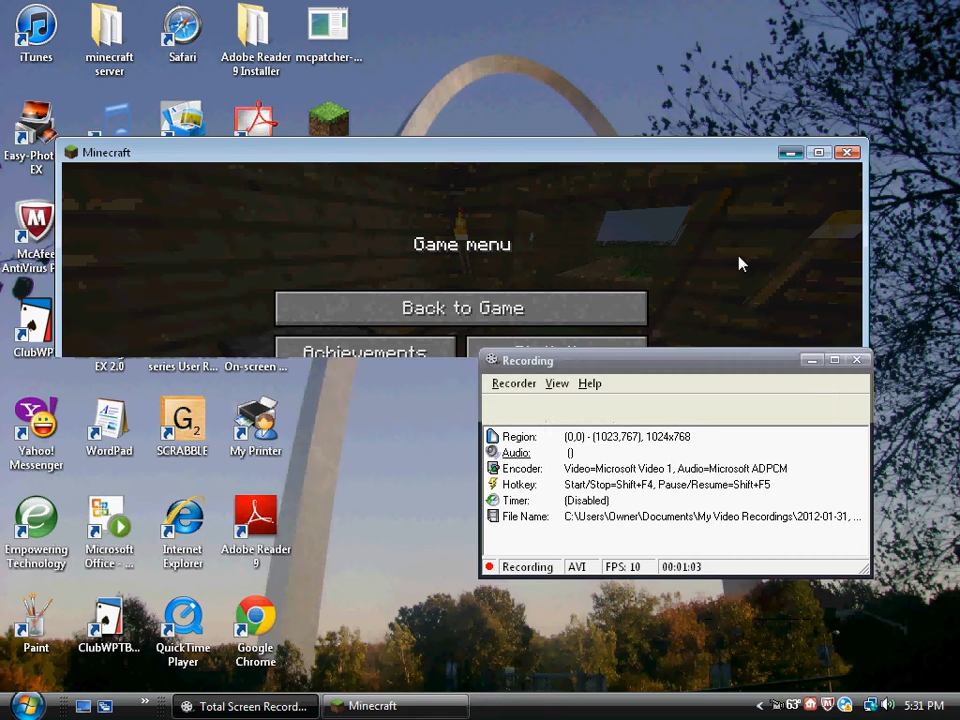 iTunes
minecraft
server
Safari
Adobe Reader
9 Installer
mcpatcher-...
Easy-Phot
EX
Minecraft
Game menu
Back to Game
Achievements
McAfee
AntiVirus P
ClubWP
EX 2.0
series User R...
On-screen ...
Recording
Recorder View Help
Region: (0,0) - (1023,767), 1024x768
Audio: ()
Encoder: Video=Microsoft Video 1, Audio=Microsoft ADPCM
Hotkey: Start/Stop=Shift+F4, Pause/Resume=Shift+F5
Timer: (Disabled)
File Name: C:\Users\Owner\Documents\My Video Recordings\2012-01-31, ...
Recording AVI FPS: 10 00:01:03
Yahoo!
Messenger
WordPad
G2
SCRABBLE
My Printer
Empowering
Technology
Microsoft
Office - ...
Internet
Explorer
Adobe Reader
9
Paint
ClubWPTB...
QuickTime
Player
Google
Chrome
Total Screen Record...
Minecraft
63°
5:31 PM